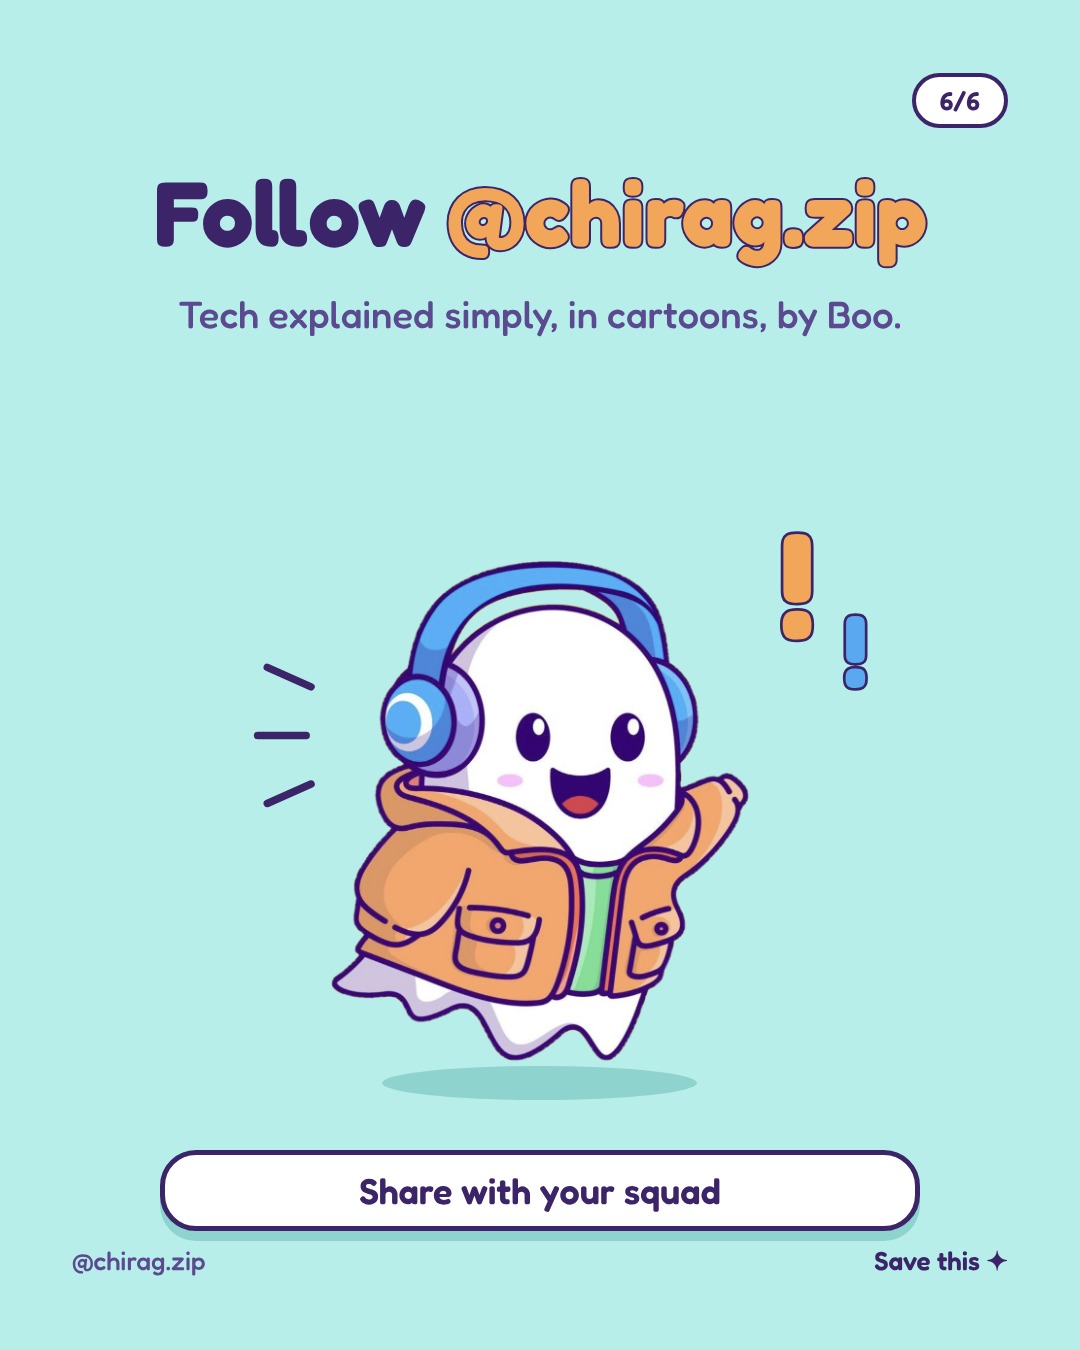 6/6
Follow @chirag.zip
Tech explained simply, in cartoons, by Boo.
! !
Share with your squad
@chirag.zip Save this ✦